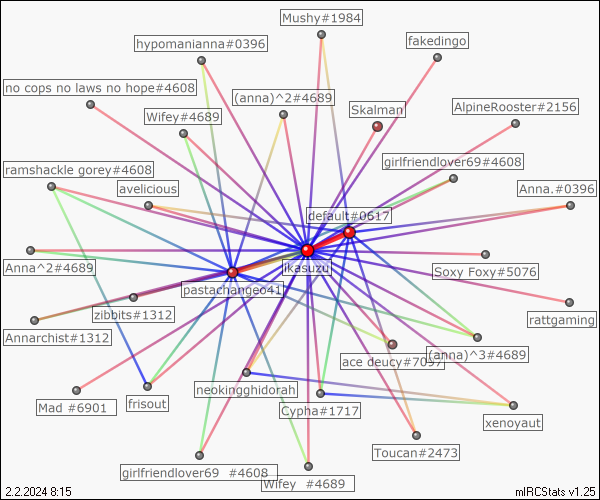 Mushy#1984
hypomanianna#0396
fakedingo
no cops no laws no hope#4608
(anna)^2#4689
Skalman
AlpineRooster#2156
Wifey#4689
ramshackle gorey#4608
girlfriendlover69#4608
avelicious
Anna.#0396
default#0617
Anna^2#4689
ikasuzu
Soxy Foxy#5076
pastachangeo41
zibbits#1312
rattgaming
Annarchist#1312
ace deucy#7097
(anna)^3#4689
neokingghidorah
Mad #6901
frisout
Cypha#1717
xenoyaut
Toucan#2473
girlfriendlover69 #4608
Wifey #4689
2.2.2024 8:15
mIRCStats v1.25